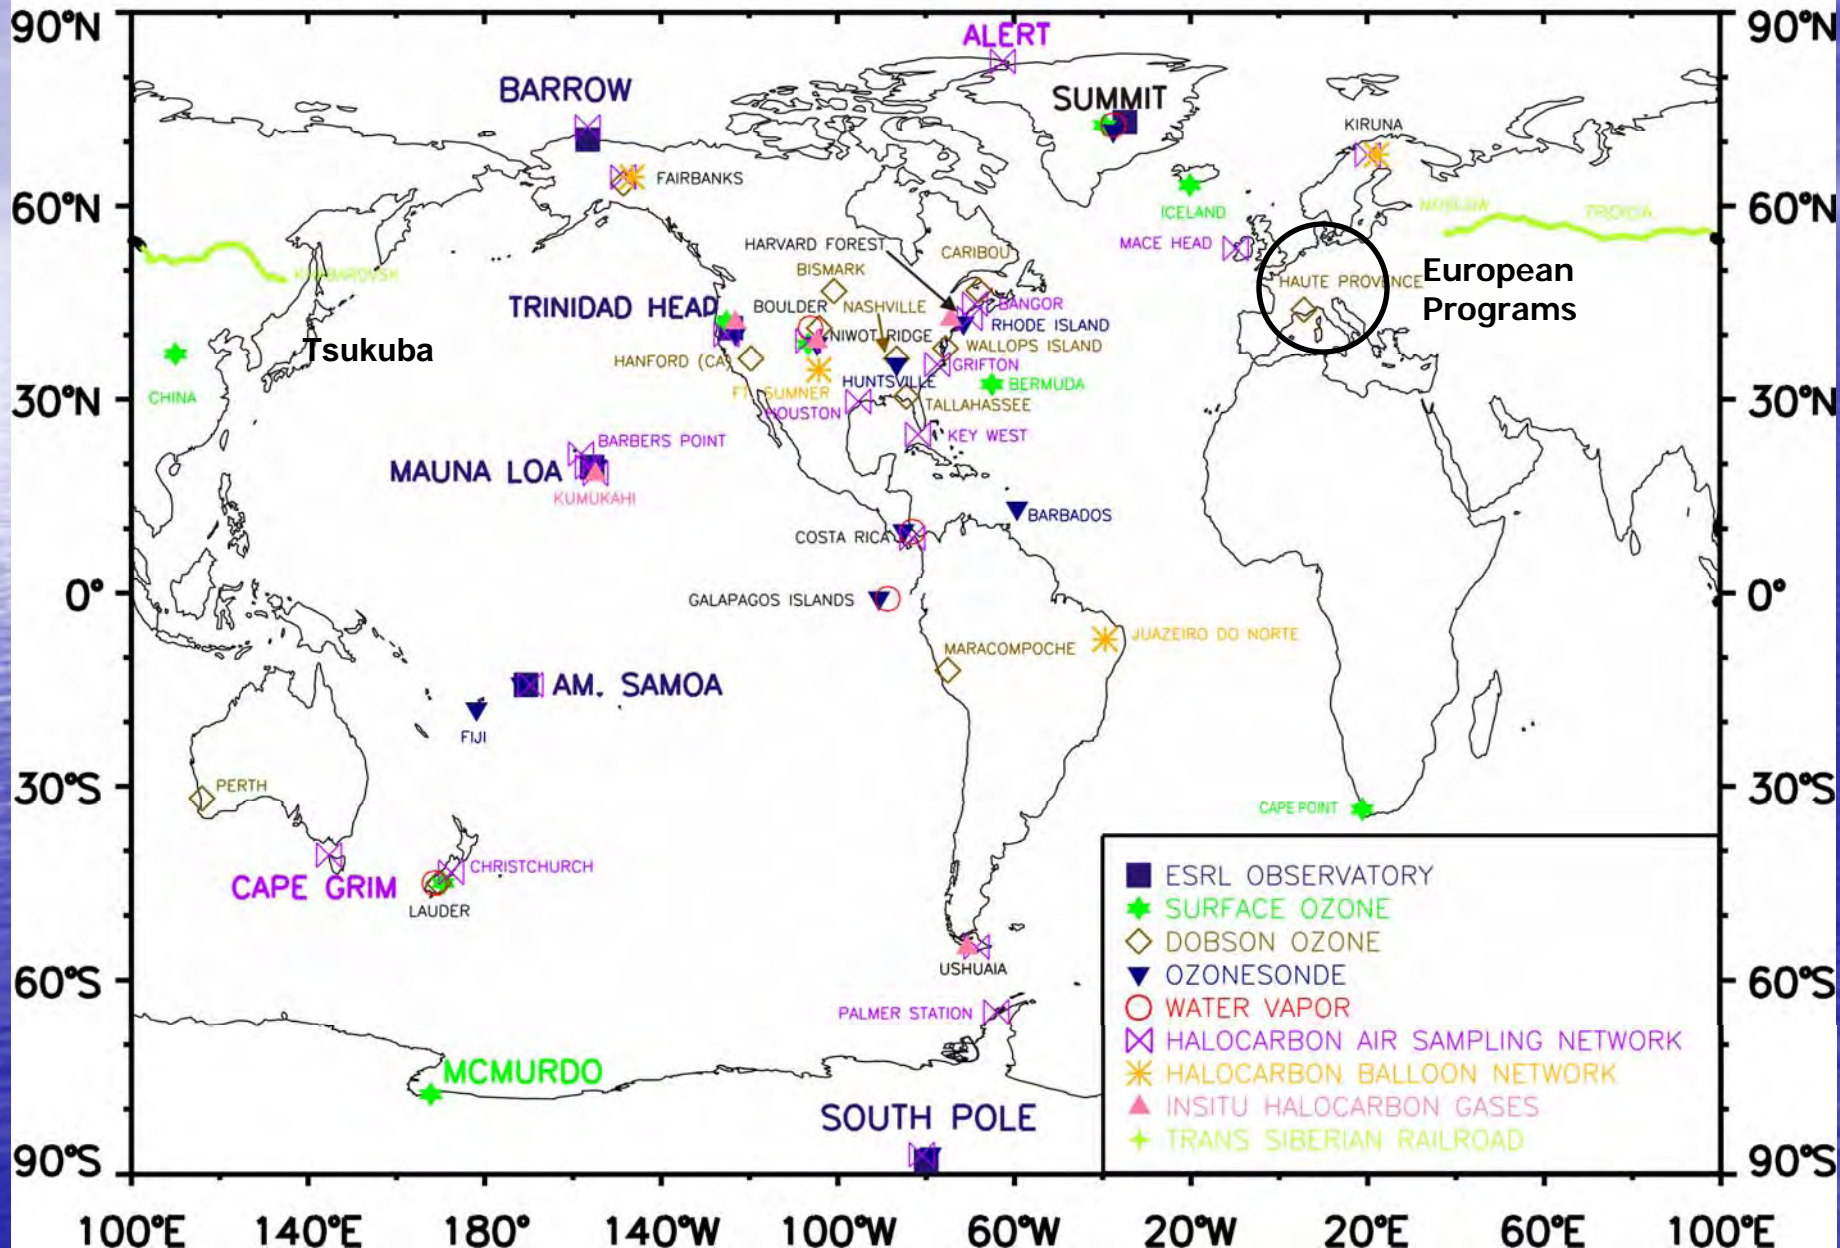 90°N
90°N
ALERT
BARROW
SUMMIT
KIRUNA
FAIRBANKS
60°N
60°N
ICELAND
MOSCOW
TROICIA
HARVARD FOREST
CARIBOU
MACE HEAD
KHABAROVSK
BISMARK
HAUTE PROVENCE
European
Programs
TRINIDAD HEAD
BOULDER
NASHVILLE
BANGOR
RHODE ISLAND
NIWOT RIDGE
WALLOPS ISLAND
Tsukuba
HANFORD (CA)
GRIFTON
CHINA
HUNTSVILLE
BERMUDA
30°N
30°N
FT. SUMNER
HOUSTON
TALLAHASSEE
BARBERS POINT
KEY WEST
MAUNA LOA
KUMUKAHI
BARBADOS
COSTA RICA
0°
0°
GALAPAGOS ISLANDS
JUAZEIRO DO NORTE
MARACOMPOCHE
AM. SAMOA
FIJI
30°S
30°S
PERTH
CAPE POINT
CHRISTCHURCH
CAPE GRIM
LAUDER
USHUAIA
60°S
60°S
PALMER STATION
MCMURDO
SOUTH POLE
90°S
90°S
ESRL OBSERVATORY
SURFACE OZONE
DOBSON OZONE
OZONESONDE
WATER VAPOR
HALOCARBON AIR SAMPLING NETWORK
HALOCARBON BALLOON NETWORK
INSITU HALOCARBON GASES
TRANS SIBERIAN RAILROAD
100°E 140°E 180° 140°W 100°W 60°W 20°W 20°E 60°E 100°E